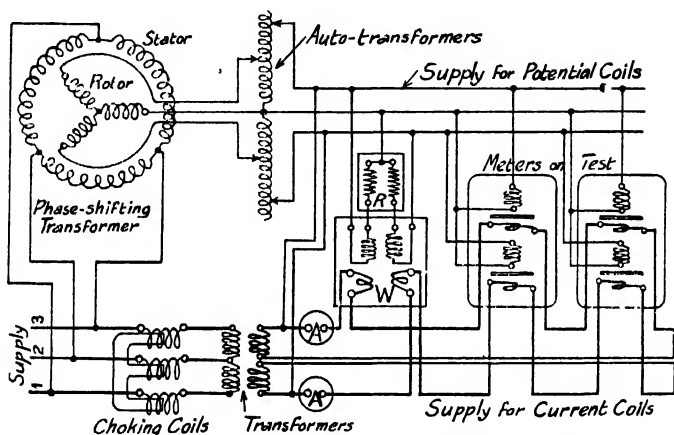 Stator
Auto-transformers
Rotor
Supply for Potential Coils
Meters on Test
Phase-shifting
Transformer
R
W
Supply
3
2
1
A
A
Choking Coils
Transformers
Supply for Current Coils